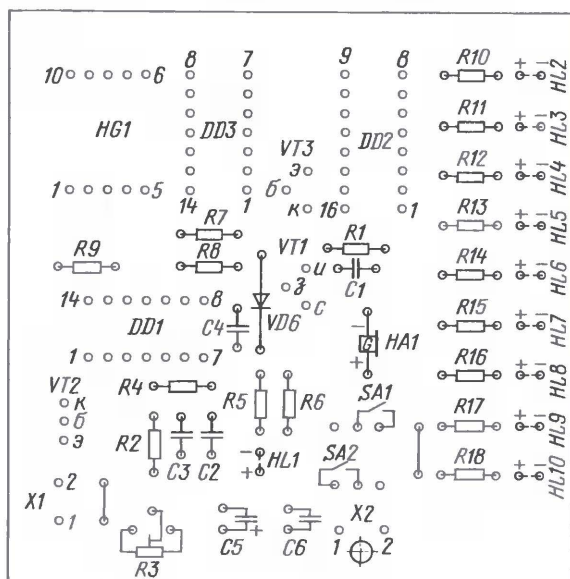 10 6 8 7 9 8 R10 + - HL2
HG1 DD3 VT3 DD2 R11 + - HL3
э R12 + - HL4
1 5 14 1 б к 16 1
R7 R13 + - HL5
R9 R8 VT1 и R1
з с C1 R14 + - HL6
14 8
DD1 C4 VD6 - G + HA1 R15 + - HL7
1 7
VT2 R4 R5 R6 SA1 R16 + - HL8
к
б
э R2 C3 C2 HL1 - + SA2 R17 + - HL9
R18 + - HL10
X1 2
1 R3 C5 + C6 X2
1 2